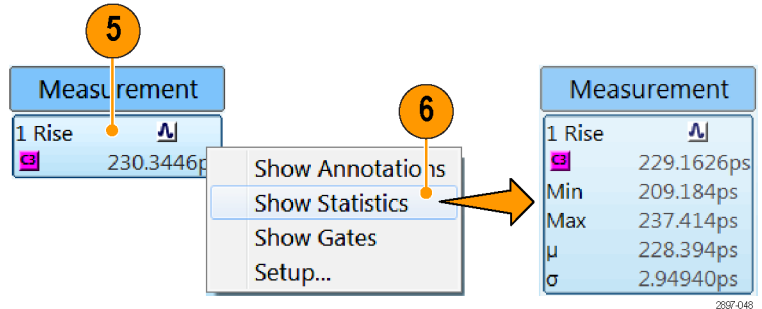 5
Measurement
1 Rise
C3 230.3446p
6
Show Annotations
Show Statistics
Show Gates
Setup...
Measurement
1 Rise
C3 229.1626ps
Min 209.184ps
Max 237.414ps
μ 228.394ps
σ 2.94940ps
2897-048